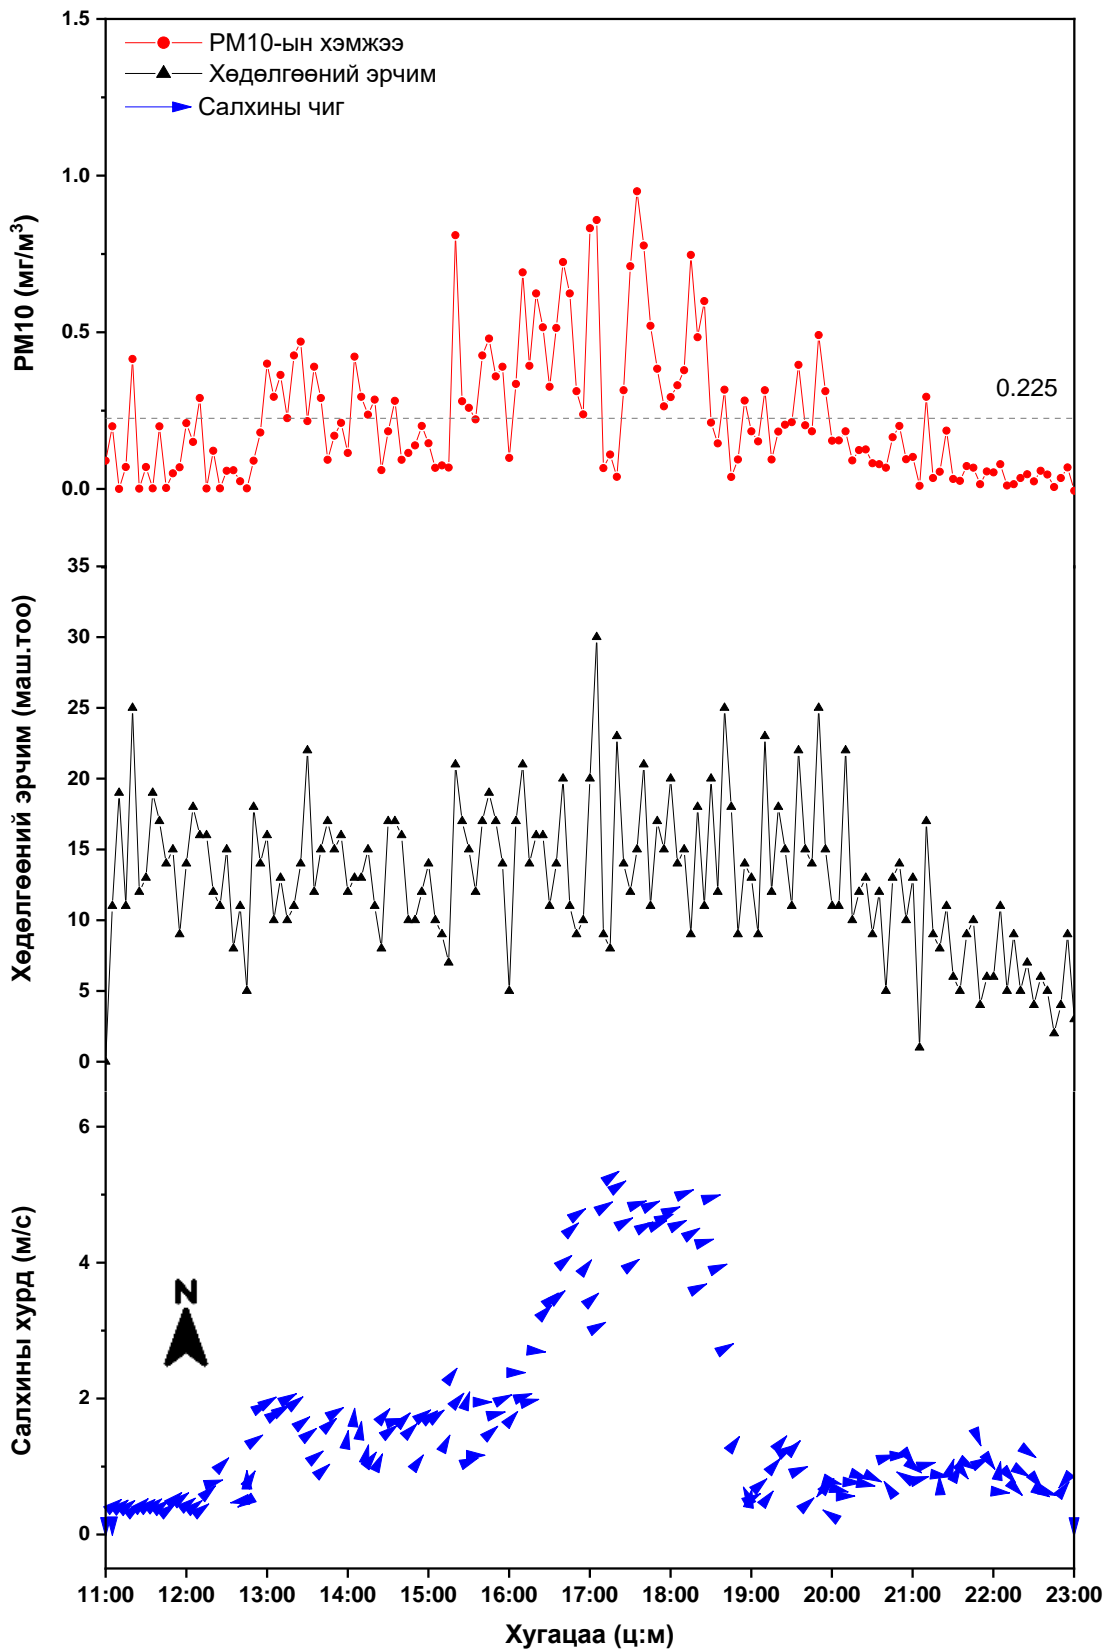 PM10-ын хэмжээ
Хөдөлгөөний эрчим
Салхины чиг
1.5
1.0
0.5
0.0
PM10 (мг/м³)
0.225
35
30
25
20
15
10
5
0
Хөдөлгөөний эрчим (маш.тоо)
6
4
2
0
Салхины хурд (м/с)
N
11:00 12:00 13:00 14:00 15:00 16:00 17:00 18:00 19:00 20:00 21:00 22:00 23:00
Хугацаа (ц:м)